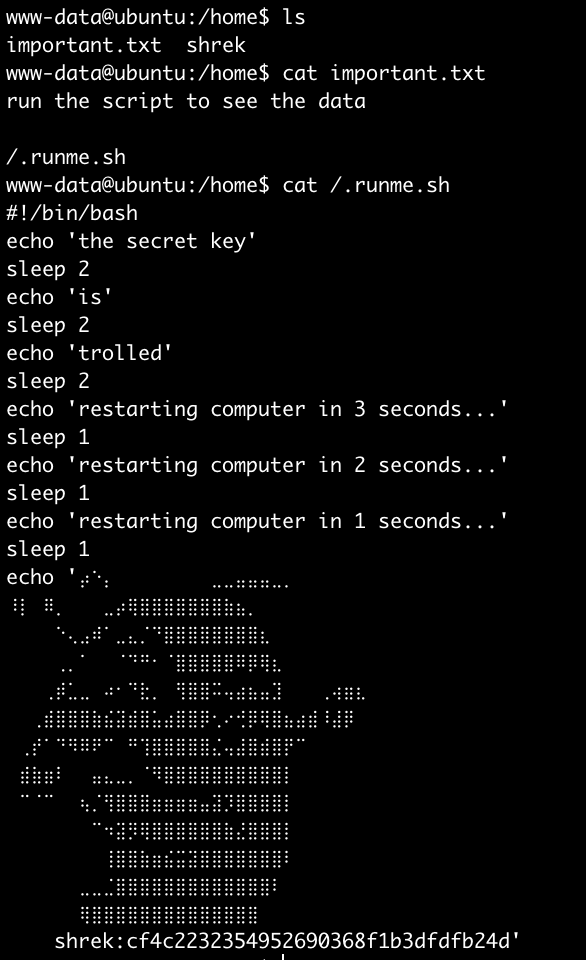 www-data@ubuntu:/home$ ls
important.txt  shrek
www-data@ubuntu:/home$ cat important.txt
run the script to see the data

/.runme.sh
www-data@ubuntu:/home$ cat /.runme.sh
#!/bin/bash
echo 'the secret key'
sleep 2
echo 'is'
sleep 2
echo 'trolled'
sleep 2
echo 'restarting computer in 3 seconds...'
sleep 1
echo 'restarting computer in 2 seconds...'
sleep 1
echo 'restarting computer in 1 seconds...'
sleep 1
echo '
shrek:cf4c2232354952690368f1b3dfdfb24d'